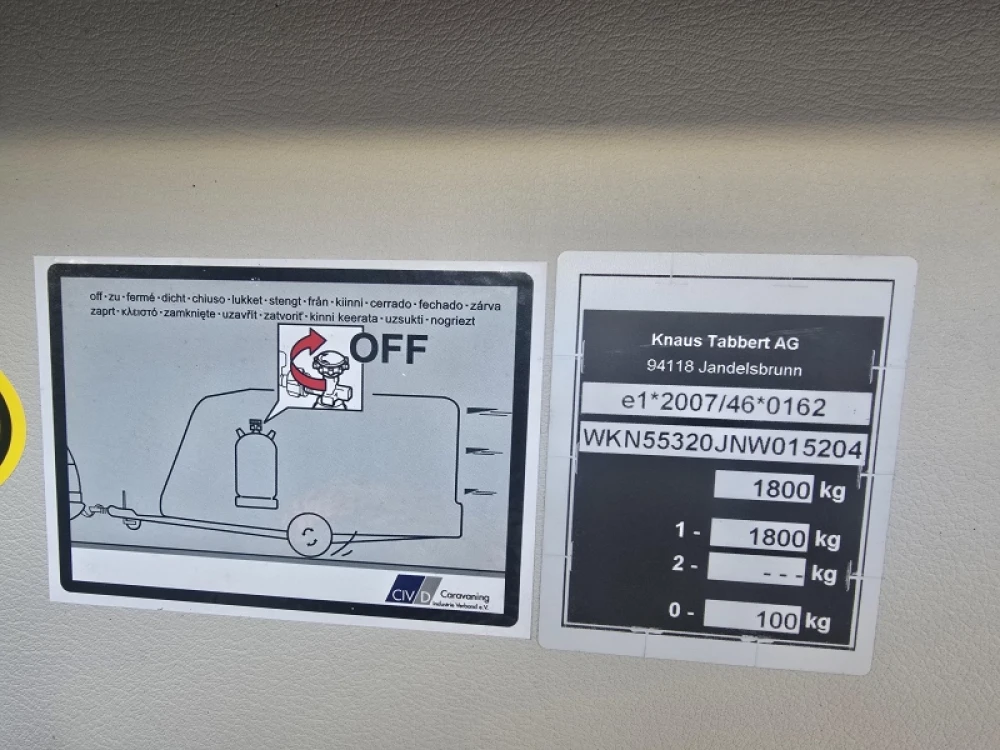 off - zu - fermé - dicht - chiuso - lukket - stengt - från - kiinni - cerrado - fechado - zárva
zaprt - κλειστό - zamknięte - uzavřit - zatvoriť - kinni keerata - uzsukti - nogriezt
OFF
CIVD Caravaning
Industrie Verband e.V.
Knaus Tabbert AG
94118 Jandelsbrunn
e1*2007/46*0162
WKN55320JNW015204
1800 kg
1 - 1800 kg
2 - --- kg
0 - 100 kg